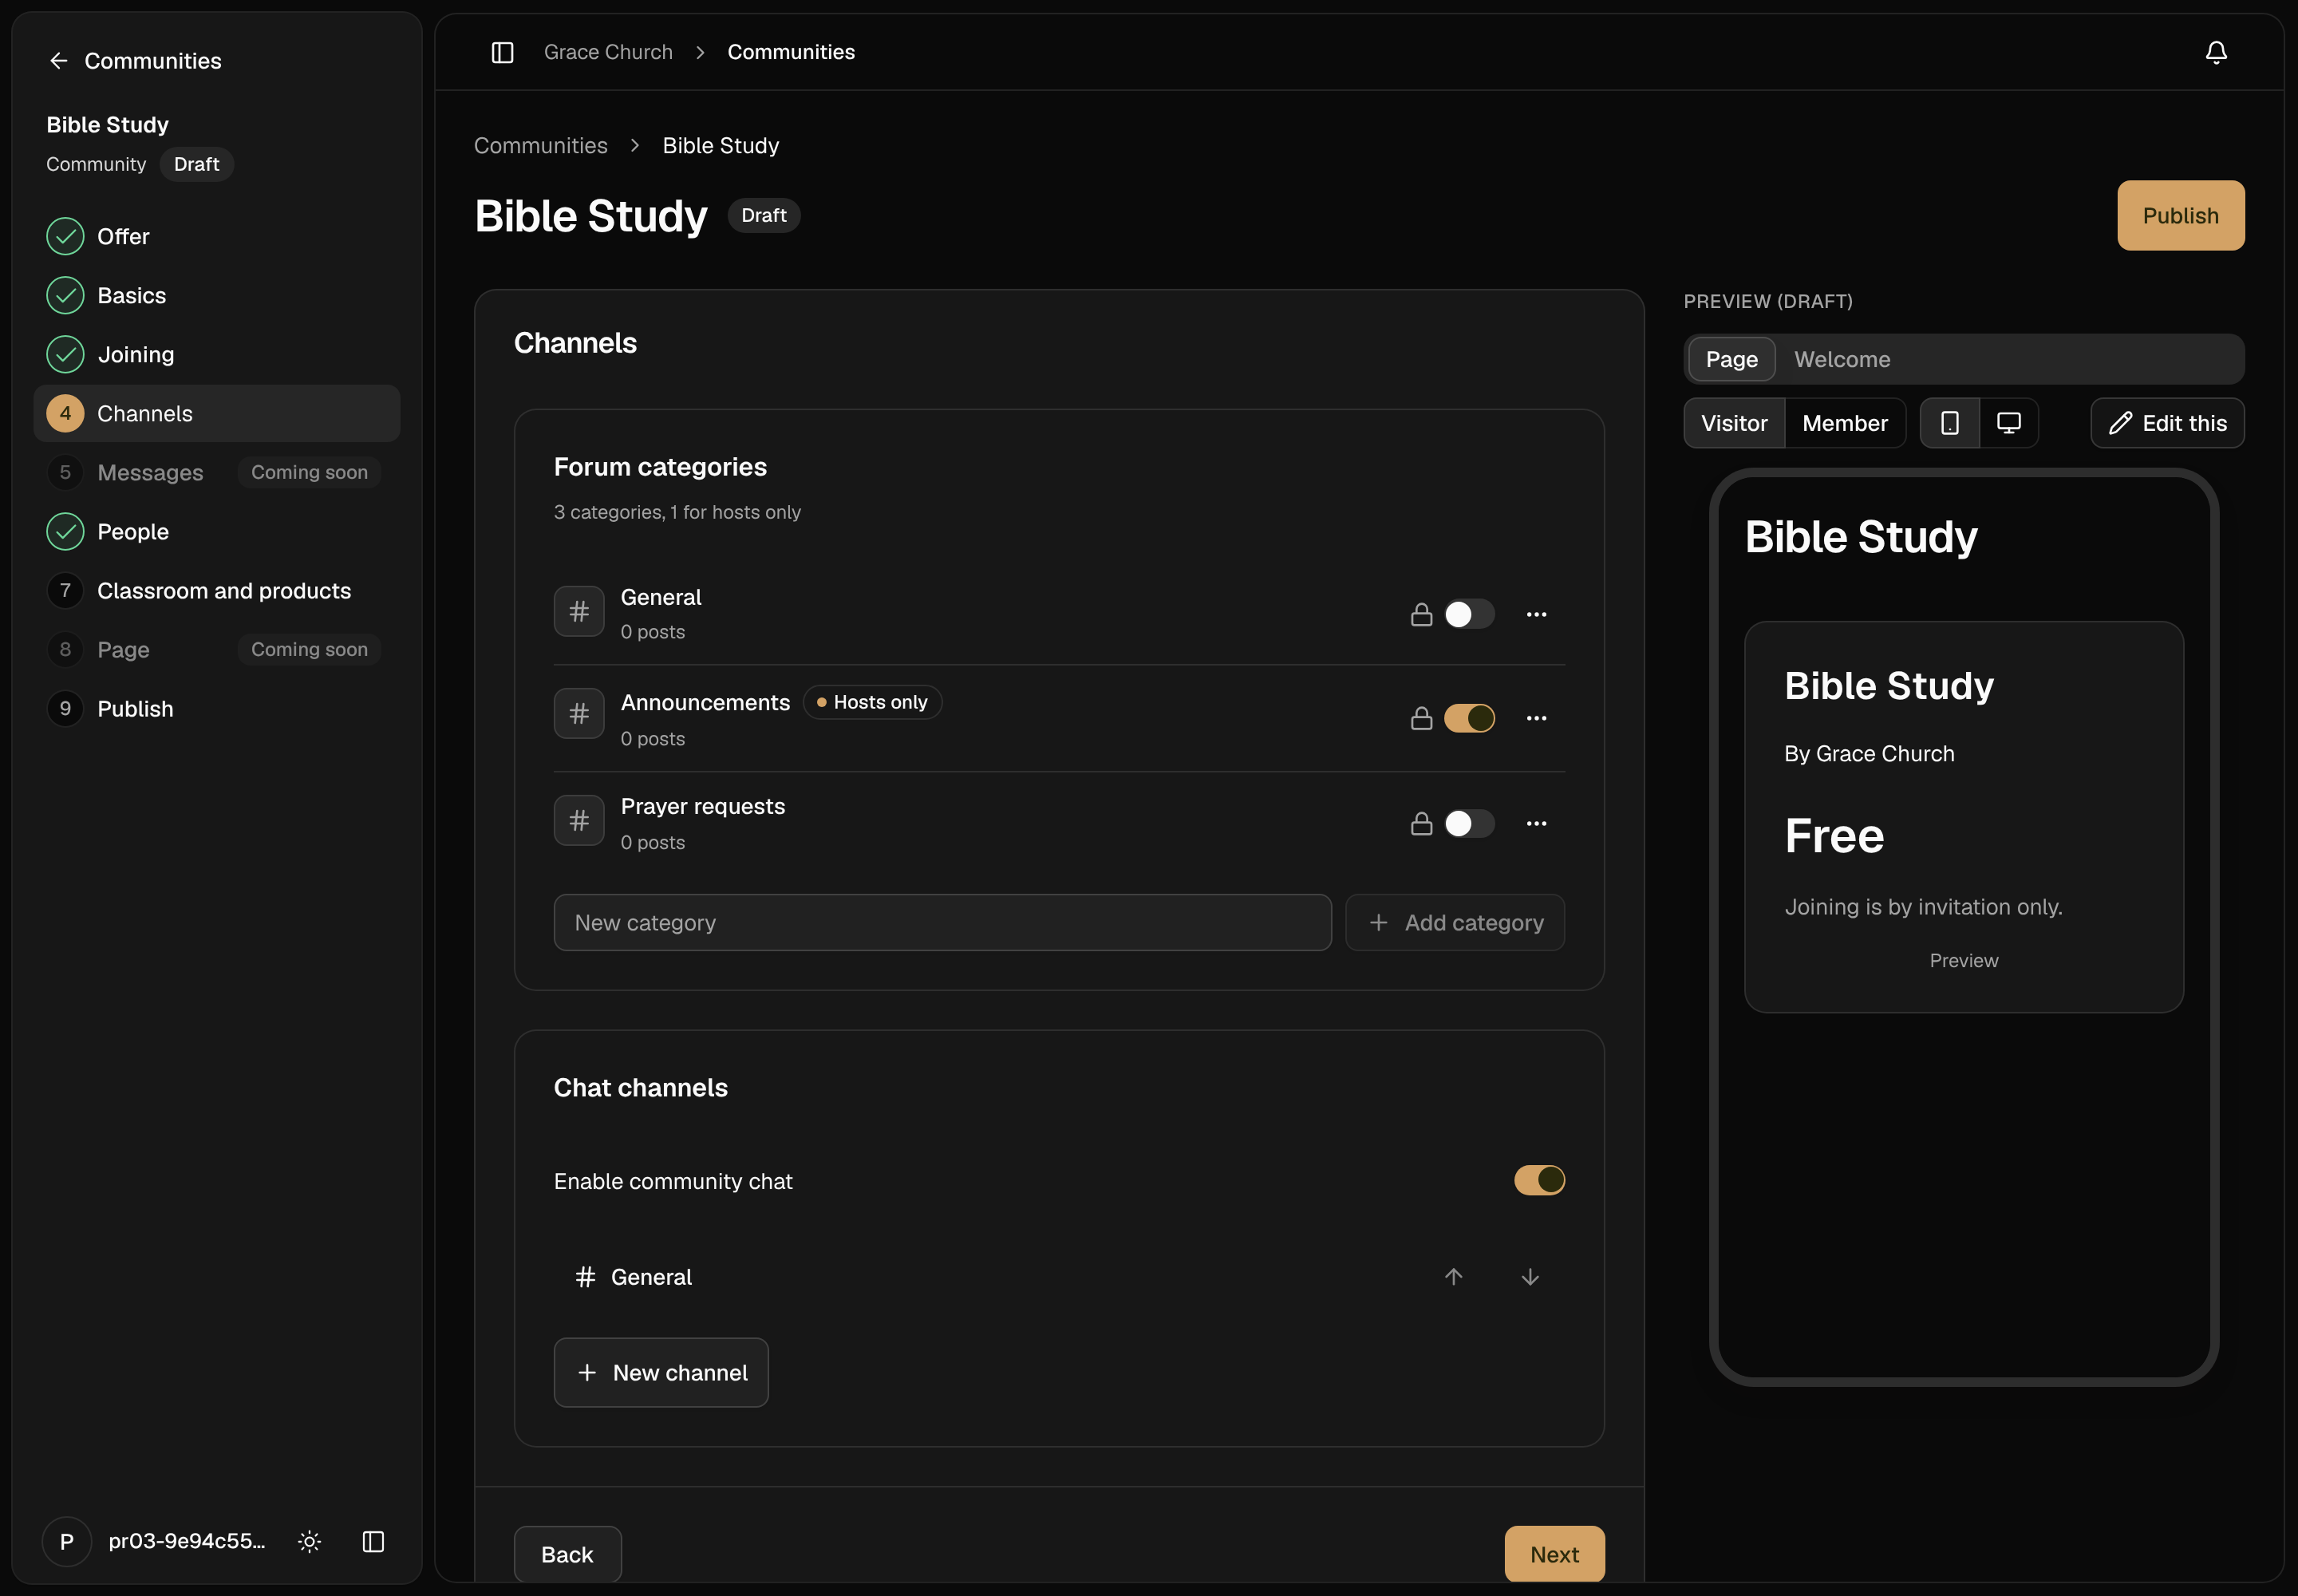 Communities
Bible Study
Community Draft
Offer
Basics
Joining
4 Channels
5 Messages Coming soon
People
7 Classroom and products
8 Page Coming soon
9 Publish
P pr03-9e94c55...
Grace Church > Communities
Communities > Bible Study
Bible Study Draft
Publish
Channels
Forum categories
3 categories, 1 for hosts only
# General
0 posts
# Announcements Hosts only
0 posts
# Prayer requests
0 posts
New category + Add category
Chat channels
Enable community chat
# General
+ New channel
Back Next
PREVIEW (DRAFT)
Page Welcome
Visitor Member Edit this
Bible Study
Bible Study
By Grace Church
Free
Joining is by invitation only.
Preview